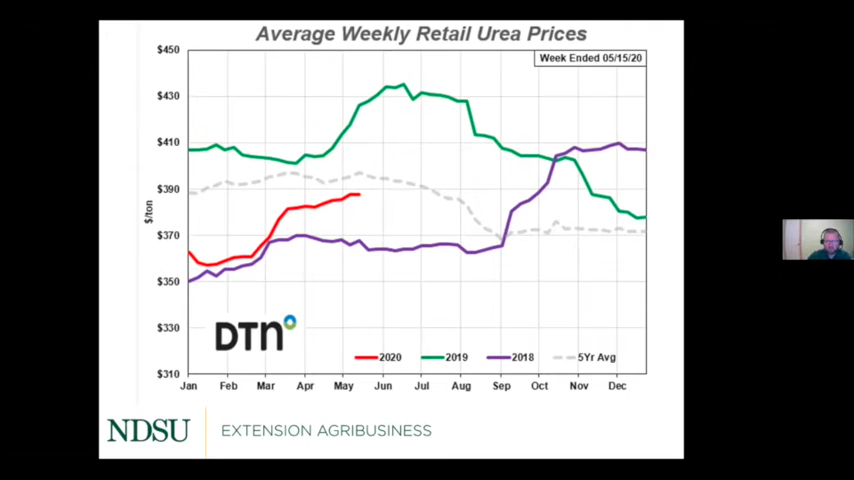 Average Weekly Retail Urea Prices
Week Ended 05/15/20
$450
$430
$410
$390
$370
$350
$330
$310
$/ton
DTN
2020 2019 2018 5Yr Avg
Jan Feb Mar Apr May Jun Jul Aug Sep Oct Nov Dec
NDSU EXTENSION AGRIBUSINESS